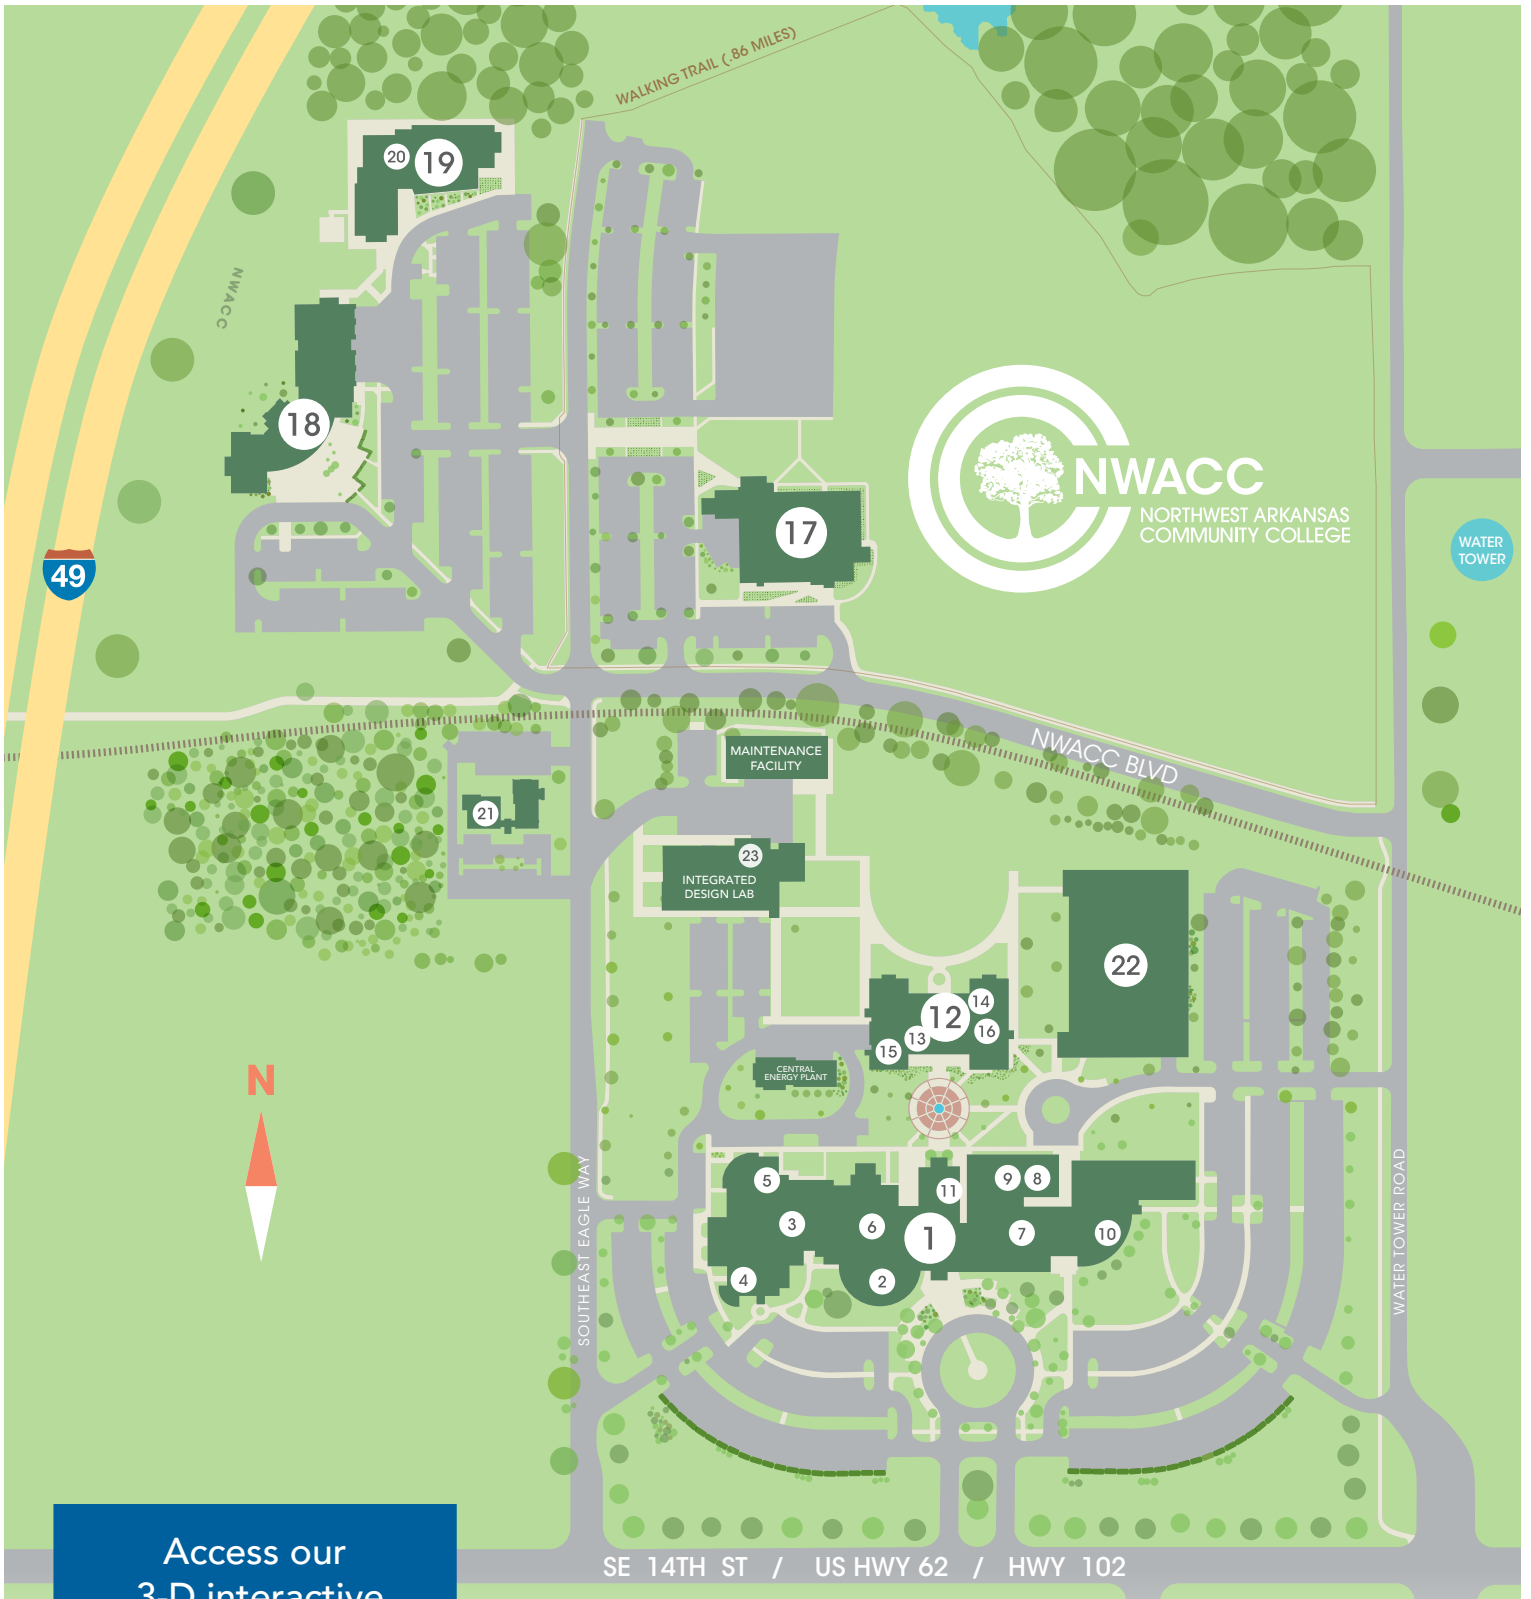 WALKING TRAIL (.86 MILES)
20
19
NWACC
18
17
NWACC
NORTHWEST ARKANSAS
COMMUNITY COLLEGE
WATER
TOWER
49
NWACC BLVD
MAINTENANCE
FACILITY
21
23
INTEGRATED
DESIGN LAB
22
14
12
16
13
15
CENTRAL
ENERGY PLANT
N
SOUTHEAST EAGLE WAY
WATER TOWER ROAD
5
9
8
11
3
6
1
7
10
4
2
Access our
3-D interactive
SE 14TH ST / US HWY 62 / HWY 102